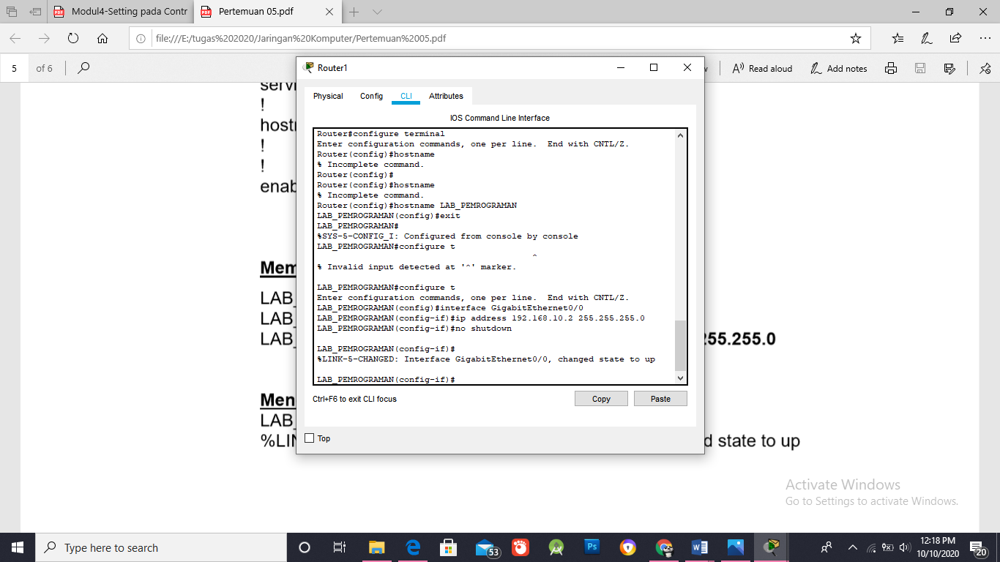 Modul4-Setting pada Contr
Pertemuan 05.pdf
file:///E:/tugas%202020/Jaringan%20Komputer/Pertemuan%2005.pdf
5 of 6
Read aloud
Add notes
servi
!
host
!
!
enab
Mem
LAB_
LAB_
LAB_
255.255.0
Men
LAB_
%LIN
d state to up
Router1
Physical Config CLI Attributes
IOS Command Line Interface
Router#configure terminal
Enter configuration commands, one per line.  End with CNTL/Z.
Router(config)#hostname
% Incomplete command.
Router(config)#
Router(config)#hostname
% Incomplete command.
Router(config)#hostname LAB_PEMROGRAMAN
LAB_PEMROGRAMAN(config)#exit
LAB_PEMROGRAMAN#
%SYS-5-CONFIG_I: Configured from console by console
LAB_PEMROGRAMAN#configure t
^
% Invalid input detected at '^' marker.
LAB_PEMROGRAMAN#configure t
Enter configuration commands, one per line.  End with CNTL/Z.
LAB_PEMROGRAMAN(config)#interface GigabitEthernet0/0
LAB_PEMROGRAMAN(config-if)#ip address 192.168.10.2 255.255.255.0
LAB_PEMROGRAMAN(config-if)#no shutdown
LAB_PEMROGRAMAN(config-if)#
%LINK-5-CHANGED: Interface GigabitEthernet0/0, changed state to up
LAB_PEMROGRAMAN(config-if)#
Ctrl+F6 to exit CLI focus
Copy
Paste
Top
Activate Windows
Go to Settings to activate Windows.
Type here to search
53
Ps
12:18 PM
10/10/2020
20